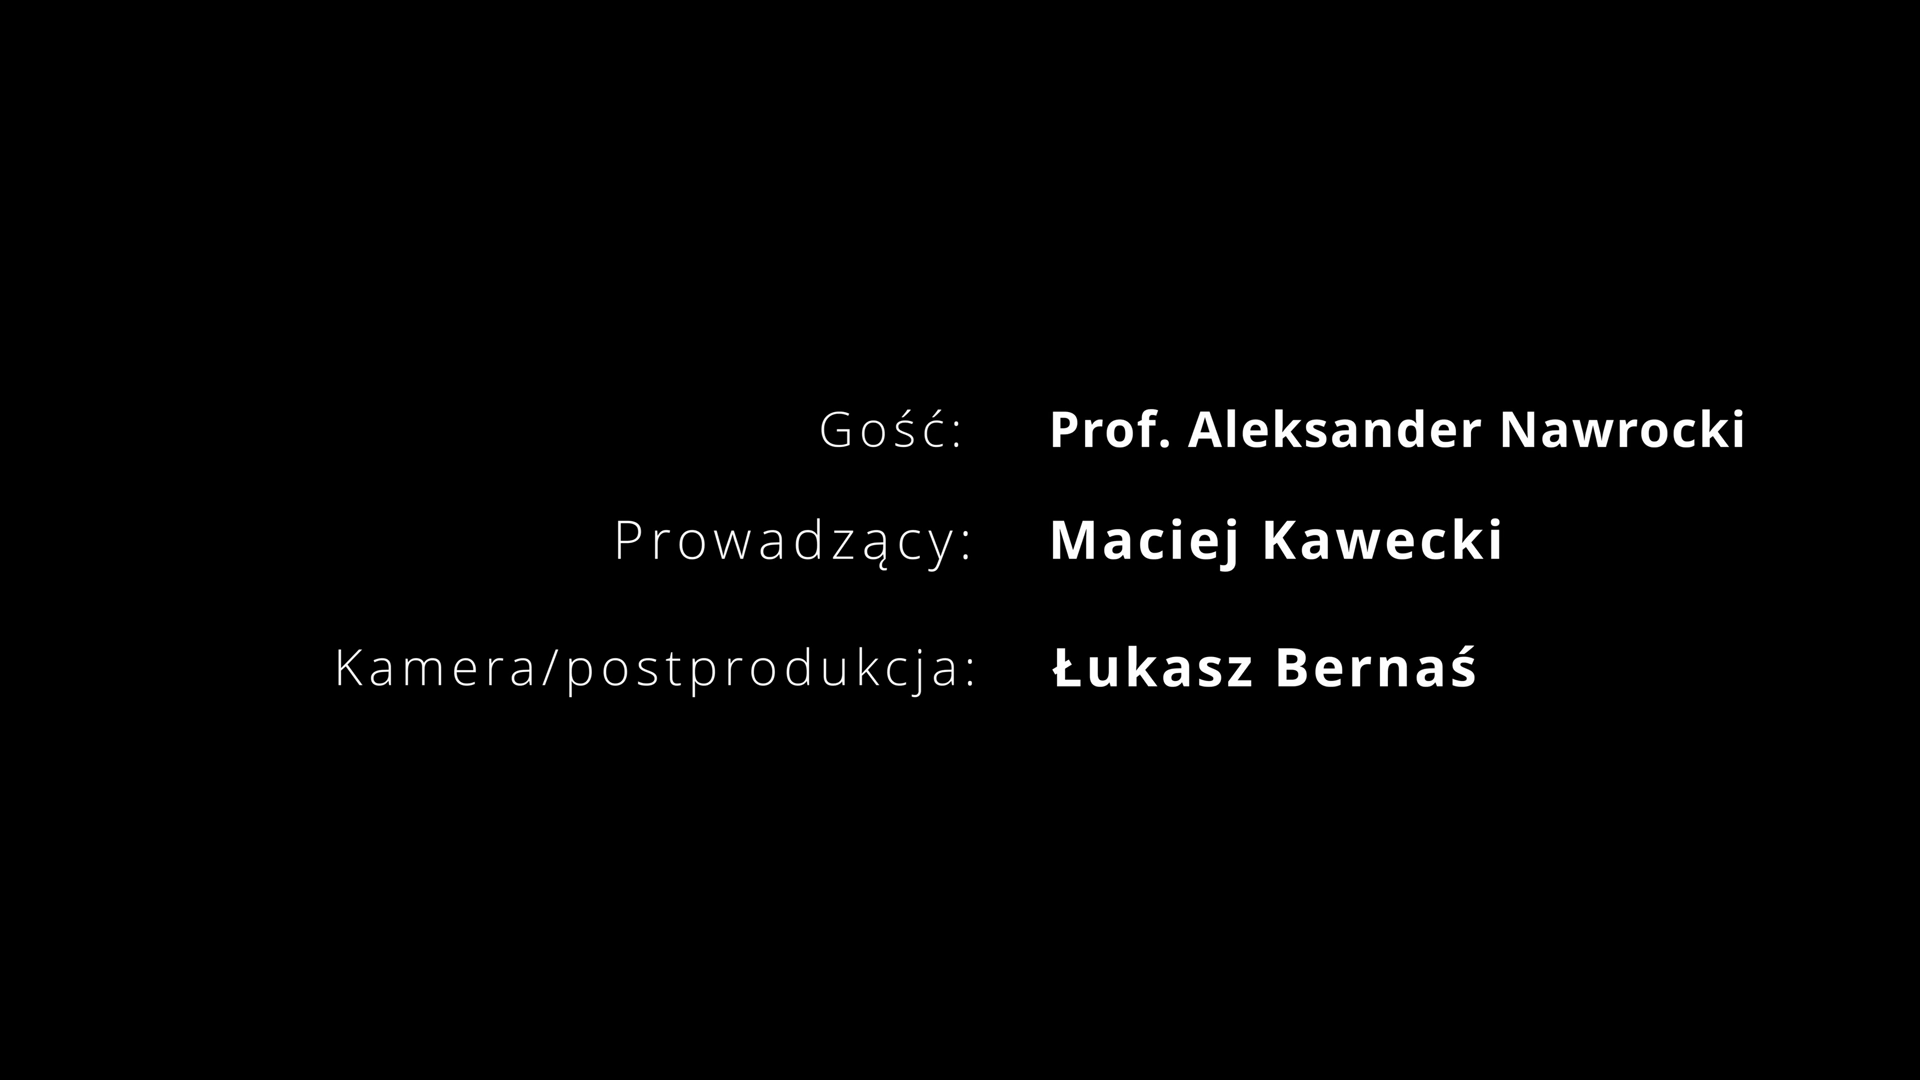 Gość: Prof. Aleksander Nawrocki
Prowadzący: Maciej Kawecki
Kamera/postprodukcja: Łukasz Bernaś